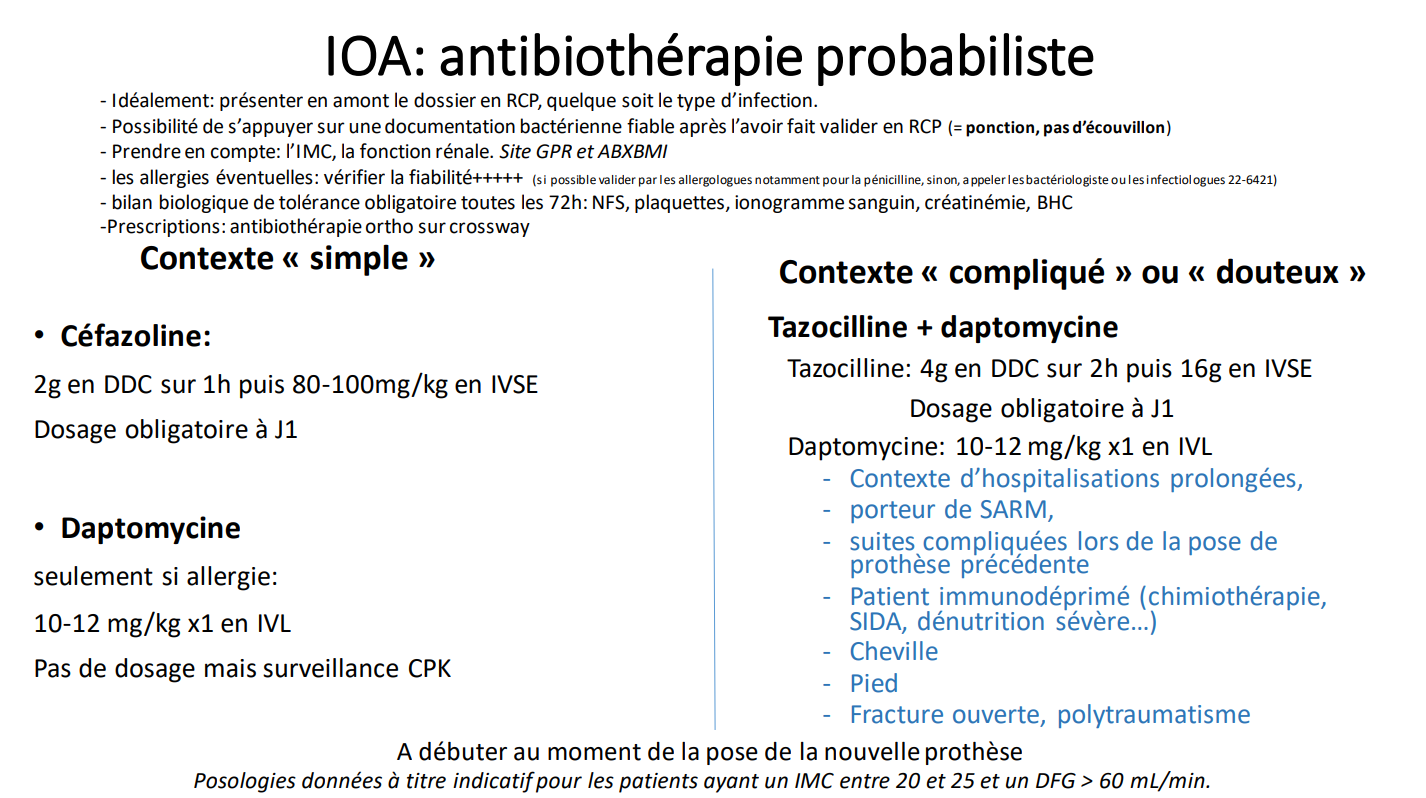 IOA: antibiothérapie probabiliste
- Idéalement: présenter en amont le dossier en RCP, quelque soit le type d'infection.
- Possibilité de s'appuyer sur une documentation bactérienne fiable après l'avoir fait valider en RCP (= ponction, pas d'écouvillon)
- Prendre en compte: l'IMC, la fonction rénale. Site GPR et ABXBMI
- les allergies éventuelles: vérifier la fiabilité+++++ (si possible valider par les allergologues notamment pour la pénicilline, sinon, appeler les bactériologiste ou les infectiologues 22-6421)
- bilan biologique de tolérance obligatoire toutes les 72h: NFS, plaquettes, ionogramme sanguin, créatinémie, BHC
-Prescriptions: antibiothérapie ortho sur crossway
Contexte « simple »
• Céfazoline:
2g en DDC sur 1h puis 80-100mg/kg en IVSE
Dosage obligatoire à J1
• Daptomycine
seulement si allergie:
10-12 mg/kg x1 en IVL
Pas de dosage mais surveillance CPK
Contexte « compliqué » ou « douteux »
Tazocilline + daptomycine
Tazocilline: 4g en DDC sur 2h puis 16g en IVSE
Dosage obligatoire à J1
Daptomycine: 10-12 mg/kg x1 en IVL
- Contexte d'hospitalisations prolongées,
- porteur de SARM,
- suites compliquées lors de la pose de
prothèse précédente
- Patient immunodéprimé (chimiothérapie,
SIDA, dénutrition sévère…)
- Cheville
- Pied
- Fracture ouverte, polytraumatisme
A débuter au moment de la pose de la nouvelle prothèse
Posologies données à titre indicatif pour les patients ayant un IMC entre 20 et 25 et un DFG > 60 mL/min.